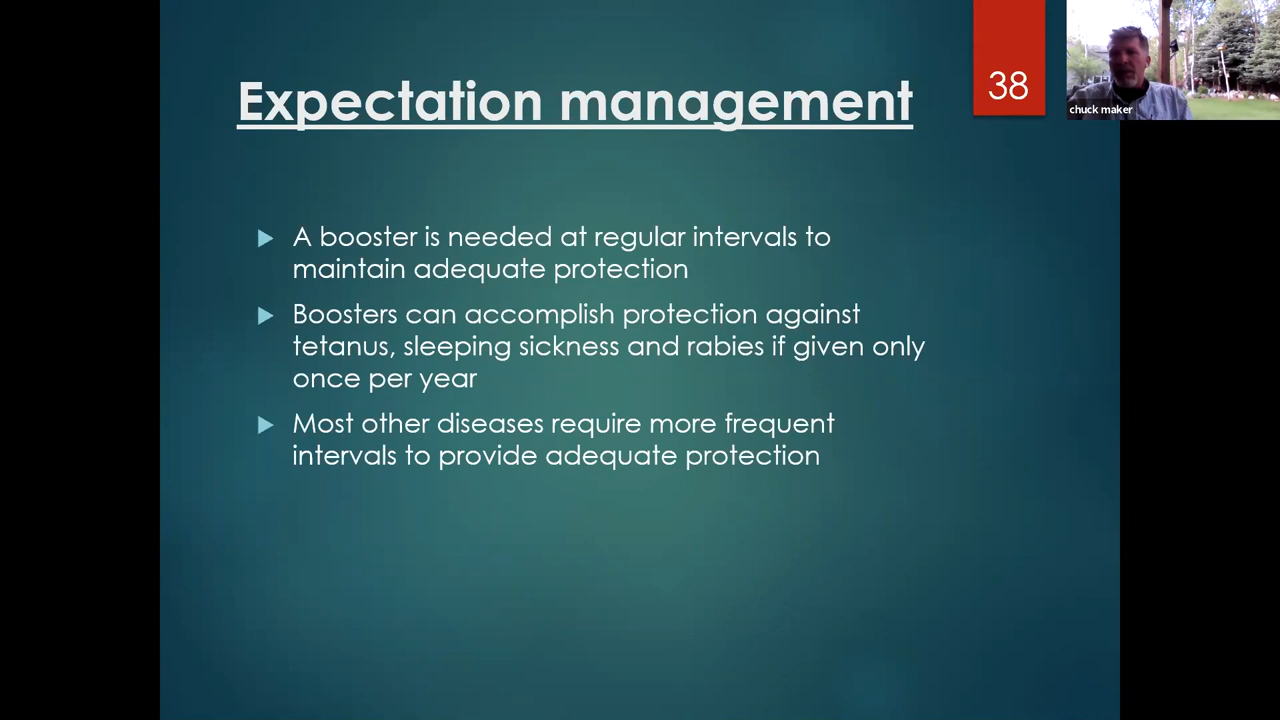 Expectation management
38
chuck maker
A booster is needed at regular intervals to
maintain adequate protection
Boosters can accomplish protection against
tetanus, sleeping sickness and rabies if given only
once per year
Most other diseases require more frequent
intervals to provide adequate protection